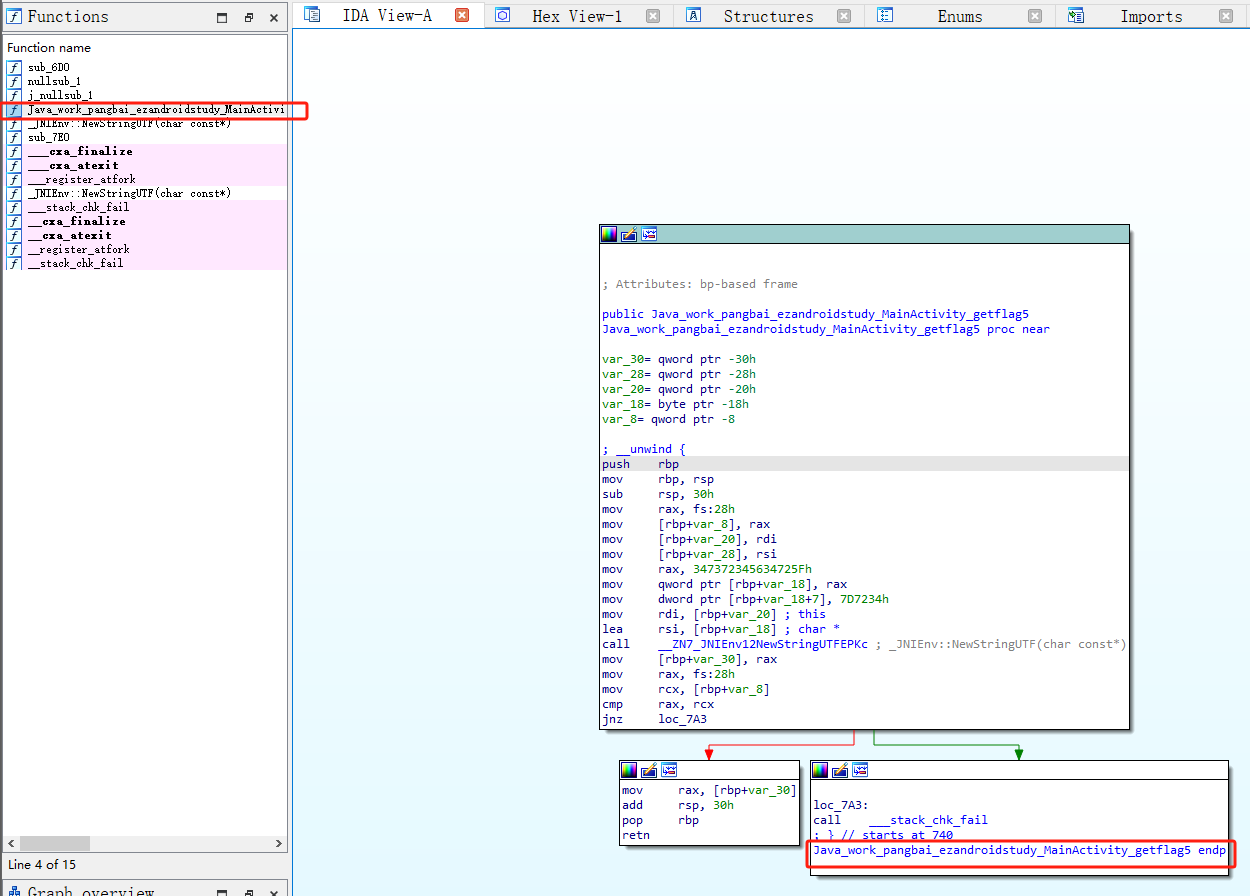 Functions
IDA View-A
Hex View-1
Structures
Enums
Imports
Function name
sub_6D0
nullsub_1
j_nullsub_1
Java_work_pangbai_ezandroidstudy_MainActivi
_JNIEnv::NewStringUTF(char const*)
sub_7E0
___cxa_finalize
___cxa_atexit
___register_atfork
_JNIEnv::NewStringUTF(char const*)
___stack_chk_fail
__cxa_finalize
__cxa_atexit
__register_atfork
__stack_chk_fail
Line 4 of 15
Graph overview
; Attributes: bp-based frame
public Java_work_pangbai_ezandroidstudy_MainActivity_getflag5
Java_work_pangbai_ezandroidstudy_MainActivity_getflag5 proc near
var_30= qword ptr -30h
var_28= qword ptr -28h
var_20= qword ptr -20h
var_18= byte ptr -18h
var_8= qword ptr -8
; __unwind {
push rbp
mov rbp, rsp
sub rsp, 30h
mov rax, fs:28h
mov [rbp+var_8], rax
mov [rbp+var_20], rdi
mov [rbp+var_28], rsi
mov rax, 347372345634725Fh
mov qword ptr [rbp+var_18], rax
mov dword ptr [rbp+var_18+7], 7D7234h
mov rdi, [rbp+var_20] ; this
lea rsi, [rbp+var_18] ; char *
call __ZN7_JNIEnv12NewStringUTFEPKc ; _JNIEnv::NewStringUTF(char const*)
mov [rbp+var_30], rax
mov rax, fs:28h
mov rcx, [rbp+var_8]
cmp rax, rcx
jnz loc_7A3
mov rax, [rbp+var_30]
add rsp, 30h
pop rbp
retn
loc_7A3:
call ___stack_chk_fail
; } // starts at 740
Java_work_pangbai_ezandroidstudy_MainActivity_getflag5 endp